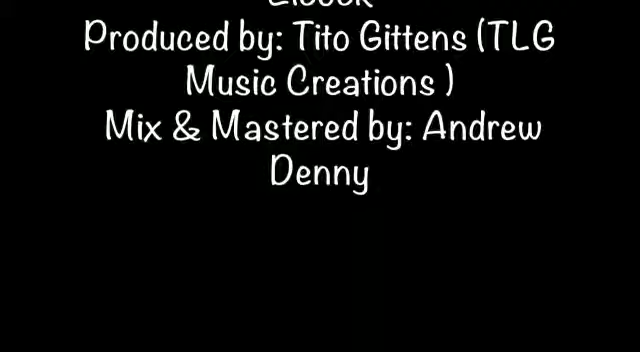 Produced by: Tito Gittens (TLG
Music Creations )
Mix & Mastered by: Andrew
Denny